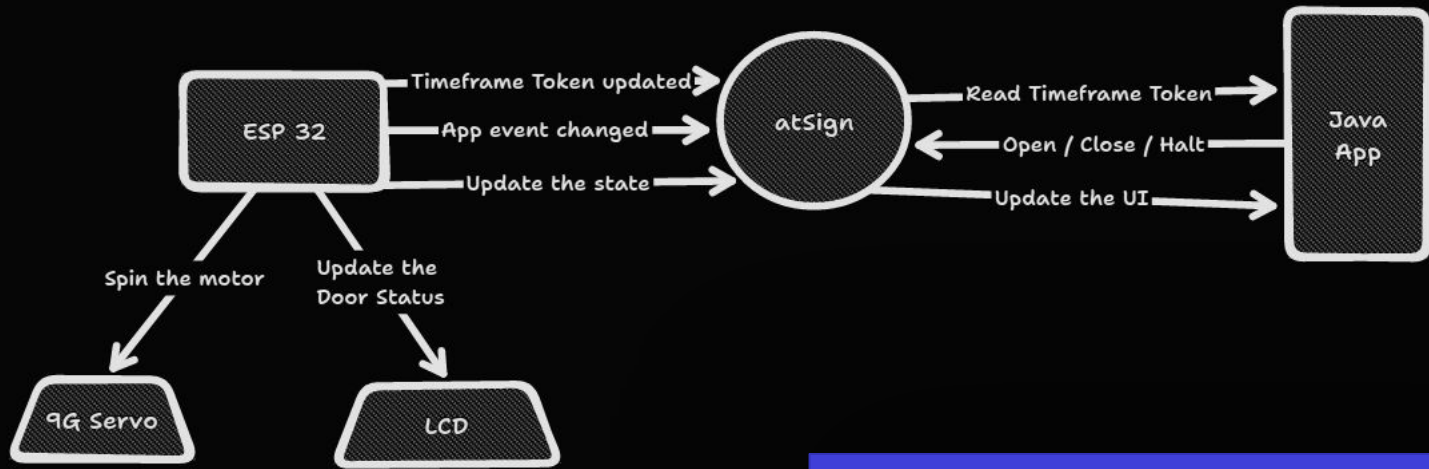 ESP 32
Timeframe Token updated
App event changed
Update the state
atSign
Read Timeframe Token
Open / Close / Halt
Update the UI
Java
App
Spin the motor
Update the
Door Status
9G Servo
LCD